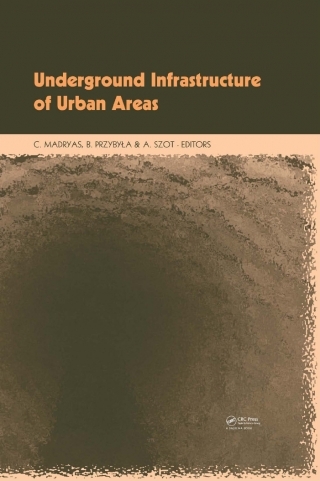 Underground Infrastructure
of Urban Areas
C. MADRYAS, B. PRZYBYŁA & A. SZOT · EDITORS
CRC Press